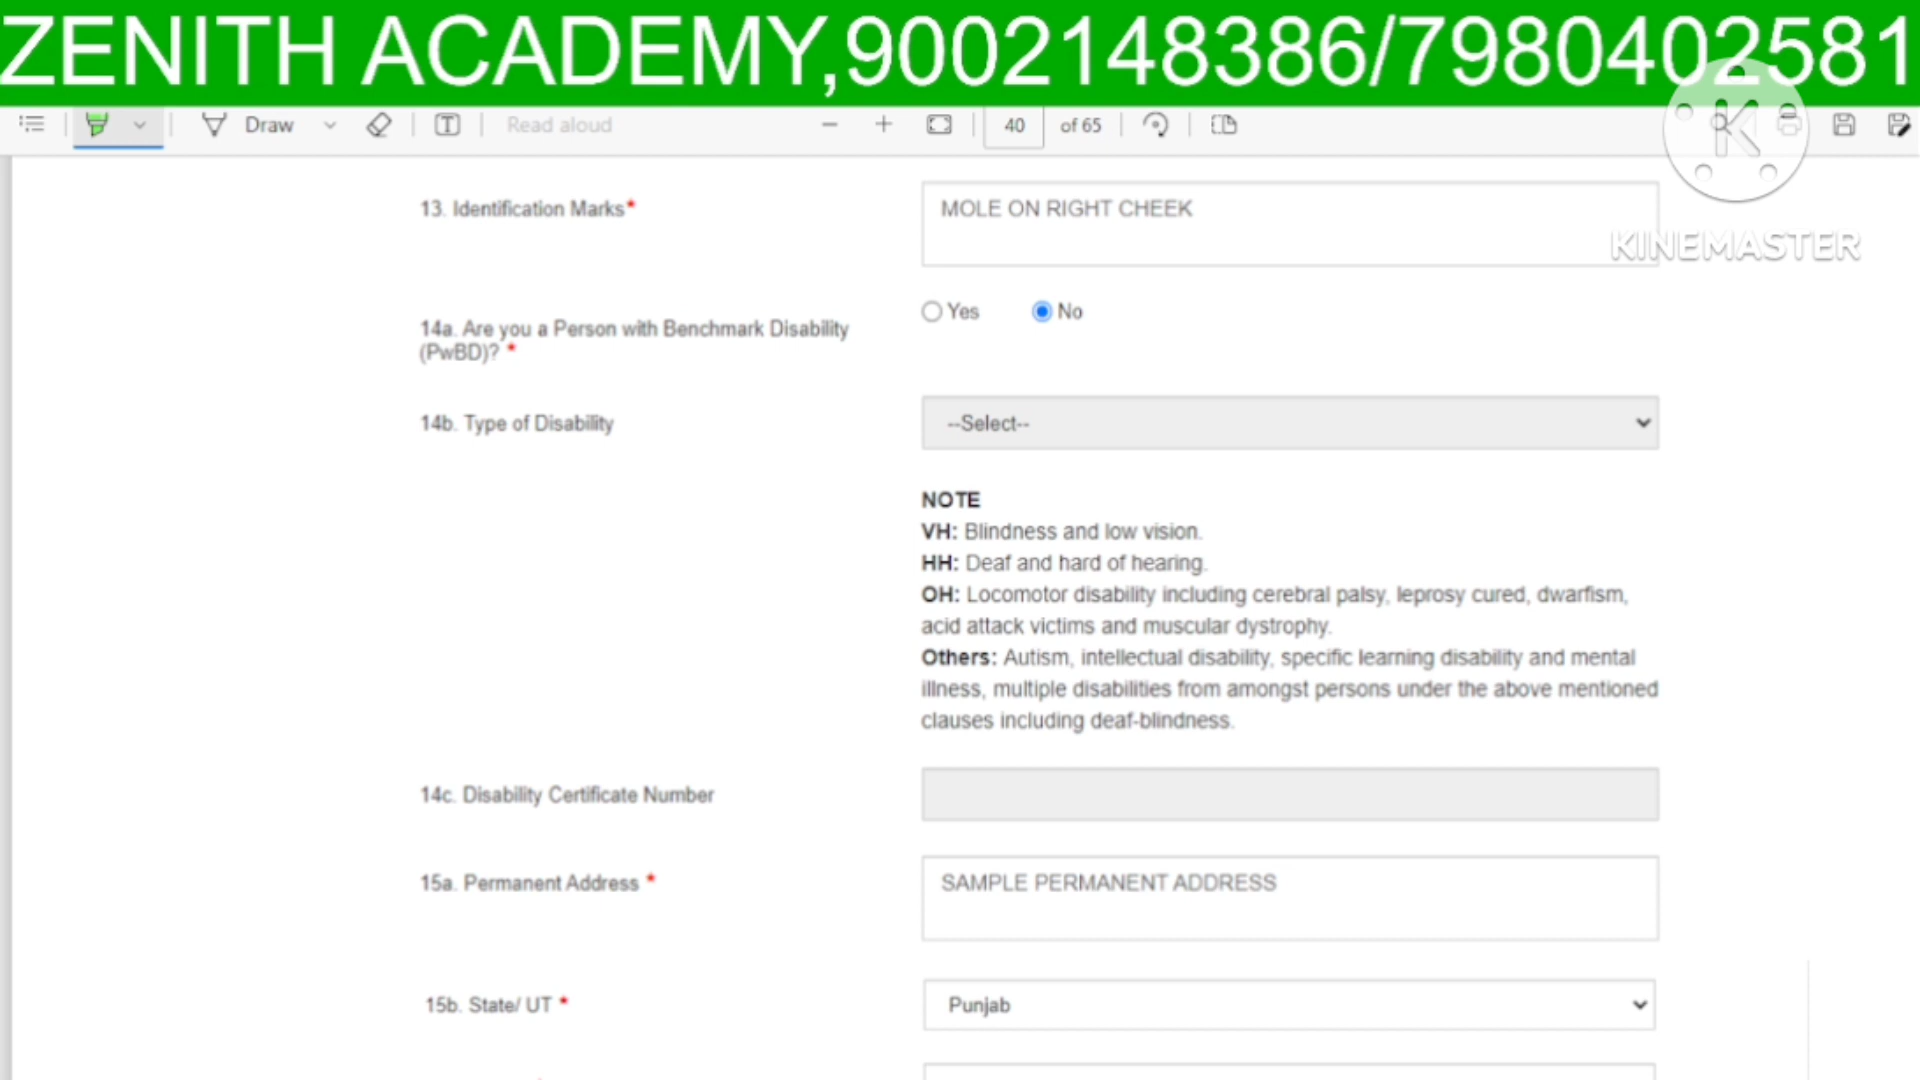 ZENITH ACADEMY,9002148386/7980402581
Draw
Read aloud
40 of 65
K
KINEMASTER
13. Identification Marks*
MOLE ON RIGHT CHEEK
14a. Are you a Person with Benchmark Disability
(PwBD)? *
Yes
No
14b. Type of Disability
--Select--
NOTE
VH: Blindness and low vision.
HH: Deaf and hard of hearing.
OH: Locomotor disability including cerebral palsy, leprosy cured, dwarfism,
acid attack victims and muscular dystrophy.
Others: Autism, intellectual disability, specific learning disability and mental
illness, multiple disabilities from amongst persons under the above mentioned
clauses including deaf-blindness.
14c. Disability Certificate Number
15a. Permanent Address *
SAMPLE PERMANENT ADDRESS
15b. State/ UT *
Punjab